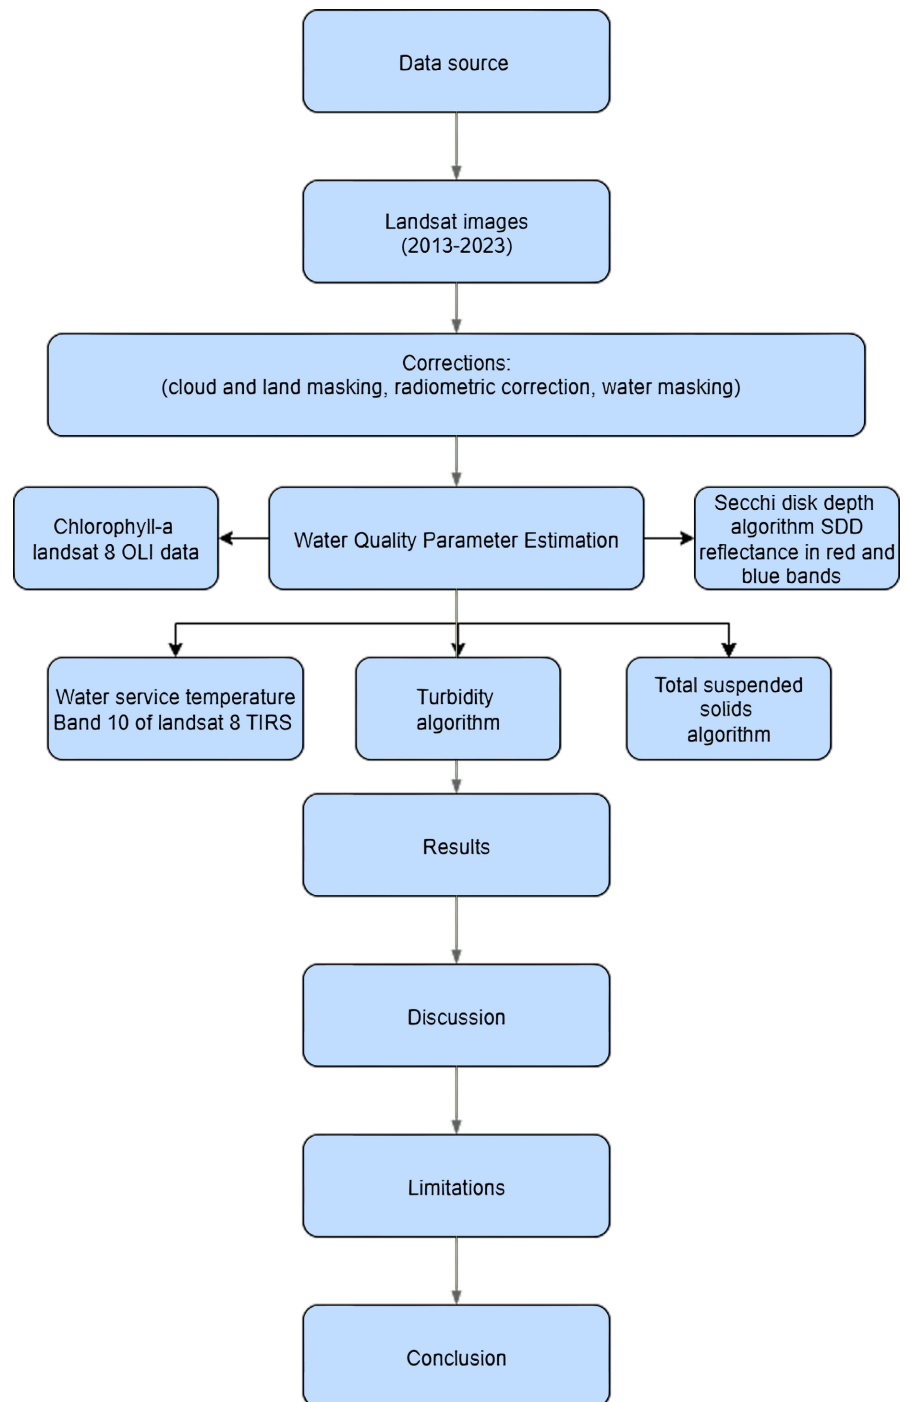 Data source
Landsat images
(2013-2023)
Corrections:
(cloud and land masking, radiometric correction, water masking)
Chlorophyll-a
landsat 8 OLI data
Water Quality Parameter Estimation
Secchi disk depth
algorithm SDD
reflectance in red and
blue bands
Water service temperature
Band 10 of landsat 8 TIRS
Turbidity
algorithm
Total suspended
solids
algorithm
Results
Discussion
Limitations
Conclusion